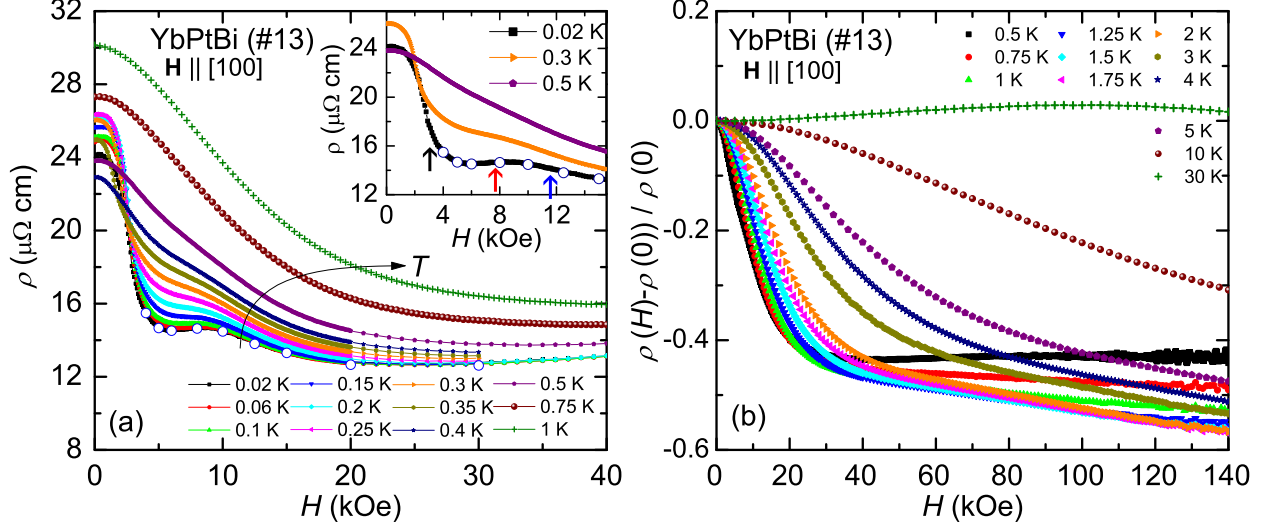 YbPtBi (#13)
H || [100]
ρ (μΩ cm)
32
28
24
20
16
12
8
0
10
20
30
40
H (kOe)
T
(a)
0.02 K
0.06 K
0.1 K
0.15 K
0.2 K
0.25 K
0.3 K
0.35 K
0.4 K
0.5 K
0.75 K
1 K
ρ (μΩ cm)
24
20
16
12
0
4
8
12
H (kOe)
0.02 K
0.3 K
0.5 K
YbPtBi (#13)
H || [100]
ρ (H)-ρ (0)) / ρ (0)
0.2
0.0
-0.2
-0.4
-0.6
0
20
40
60
80
100
120
140
H (kOe)
(b)
0.5 K
0.75 K
1 K
1.25 K
1.5 K
1.75 K
2 K
3 K
4 K
5 K
10 K
30 K